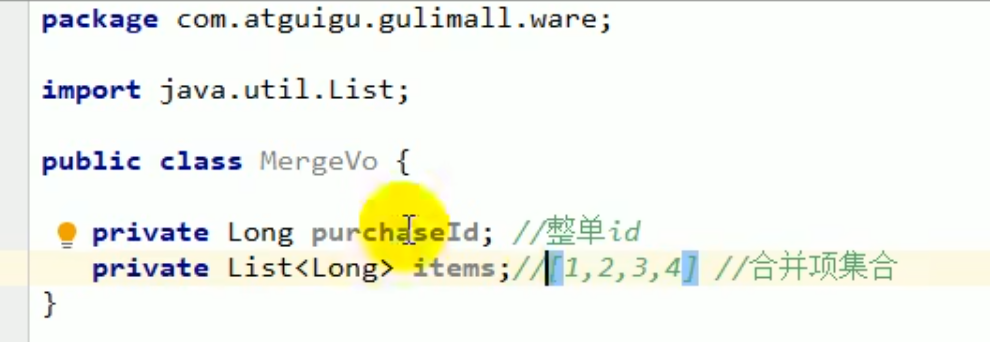 package com.atguigu.gulimall.ware;
import java.util.List;
public class MergeVo {
private Long purchaseId; //整单id
private List<Long> items;//[1,2,3,4] //合并项集合
}